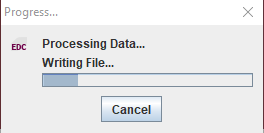 Progress...
EDC
Processing Data...
Writing File...
Cancel